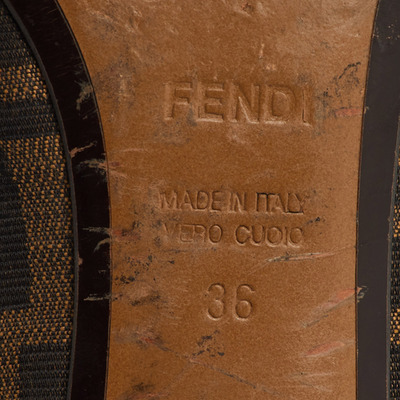 FENDI
MADE IN ITALY
VERO CUOIO
36